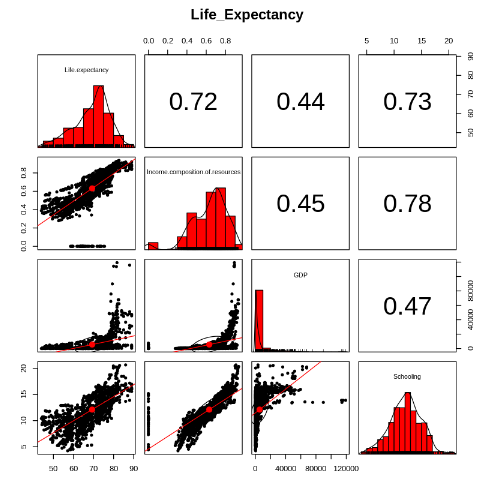 Life_Expectancy
0.0 0.2 0.4 0.6 0.8
5 10 15 20
Life.expectancy
0.72
0.44
0.73
50 60 70 80 90
0.0 0.2 0.4 0.6 0.8
Income.composition.of.resources
0.45
0.78
GDP
0.47
0 40000 80000
5 10 15 20
Schooling
50 60 70 80 90
0 40000 80000 120000